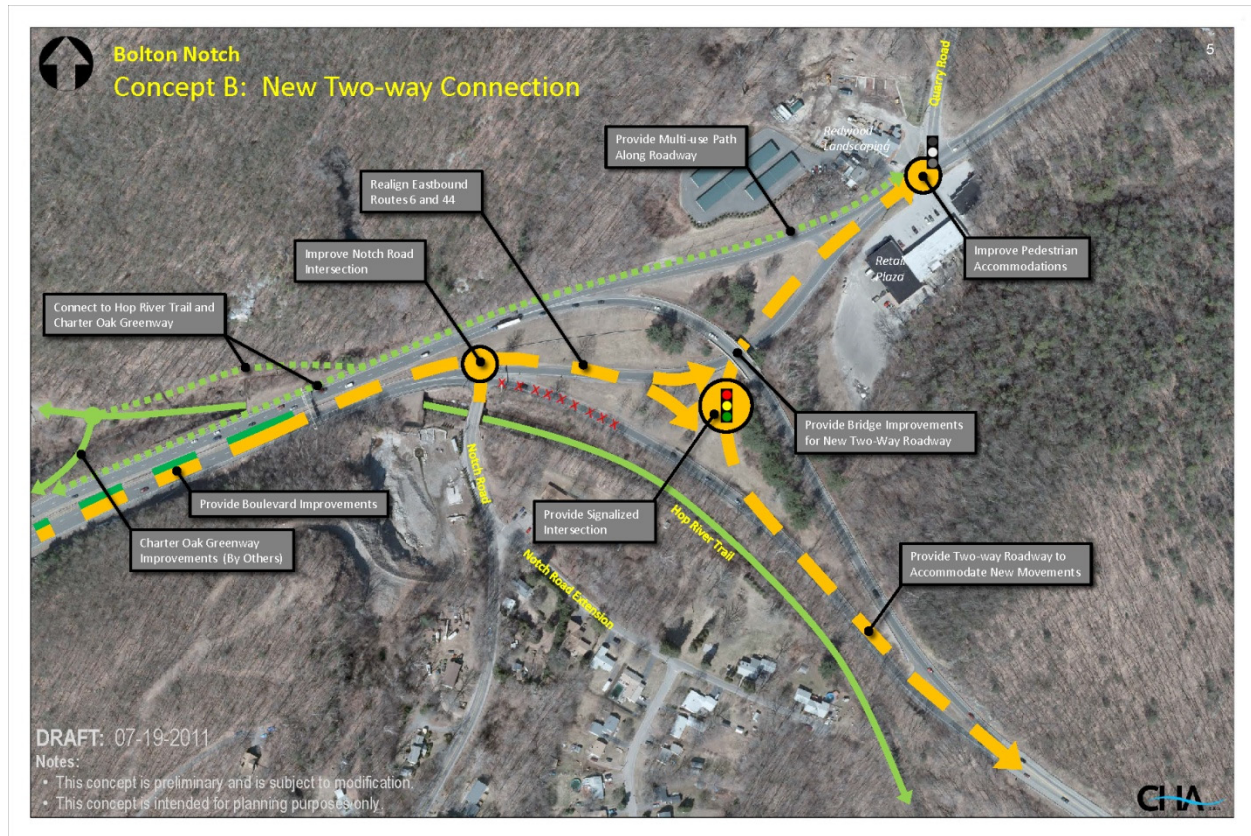 5
Bolton Notch
Concept B: New Two-way Connection
Quarry Road
Redwood
Landscaping
Provide Multi-use Path
Along Roadway
Realign Eastbound
Routes 6 and 44
Improve Notch Road
Intersection
Improve Pedestrian
Accommodations
Retail
Plaza
Connect to Hop River Trail and
Charter Oak Greenway
Provide Bridge Improvements
for New Two-Way Roadway
Provide Boulevard Improvements
Notch Road
Provide Signalized
Intersection
Hop River Trail
Charter Oak Greenway
Improvements (By Others)
Provide Two-way Roadway to
Accommodate New Movements
Notch Road Extension
DRAFT: 07-19-2011
Notes:
• This concept is preliminary and is subject to modification.
• This concept is intended for planning purposes only.
CHA